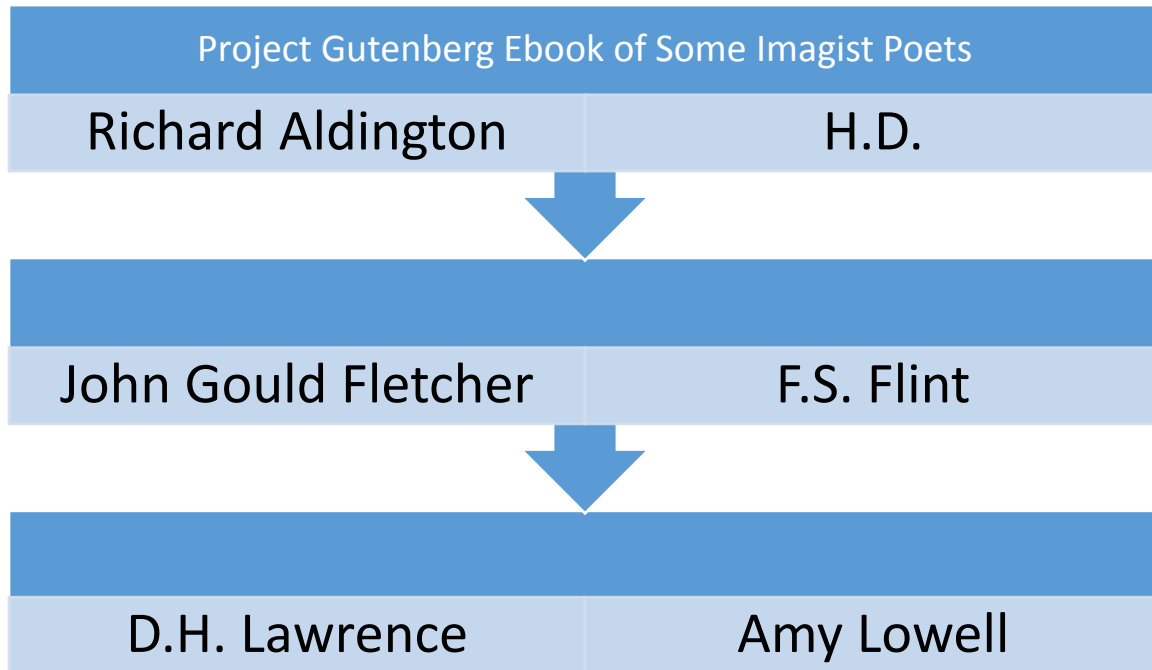 Project Gutenberg Ebook of Some Imagist Poets
Richard Aldington H.D.
John Gould Fletcher F.S. Flint
D.H. Lawrence Amy Lowell